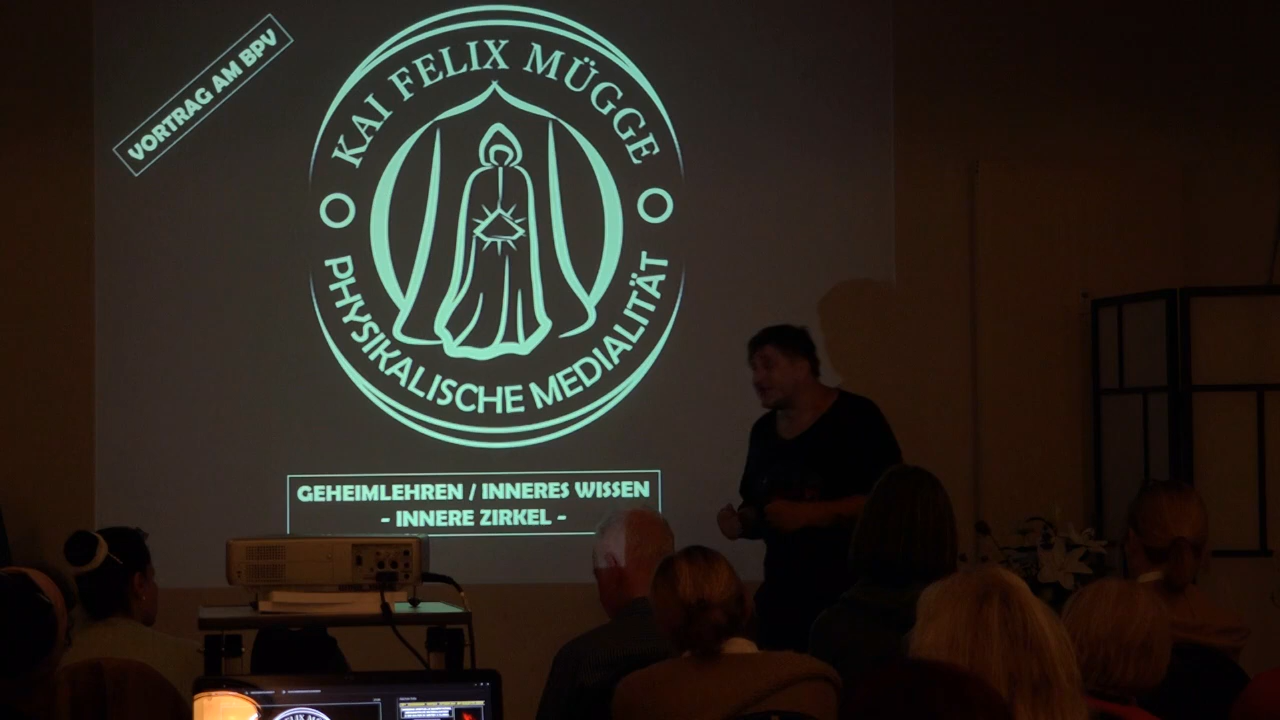 VORTRAG AM BPV
KAI FELIX MÜGGE
PHYSIKALISCHE MEDIALITÄT
GEHEIMLEHREN / INNERES WISSEN
- INNERE ZIRKEL -